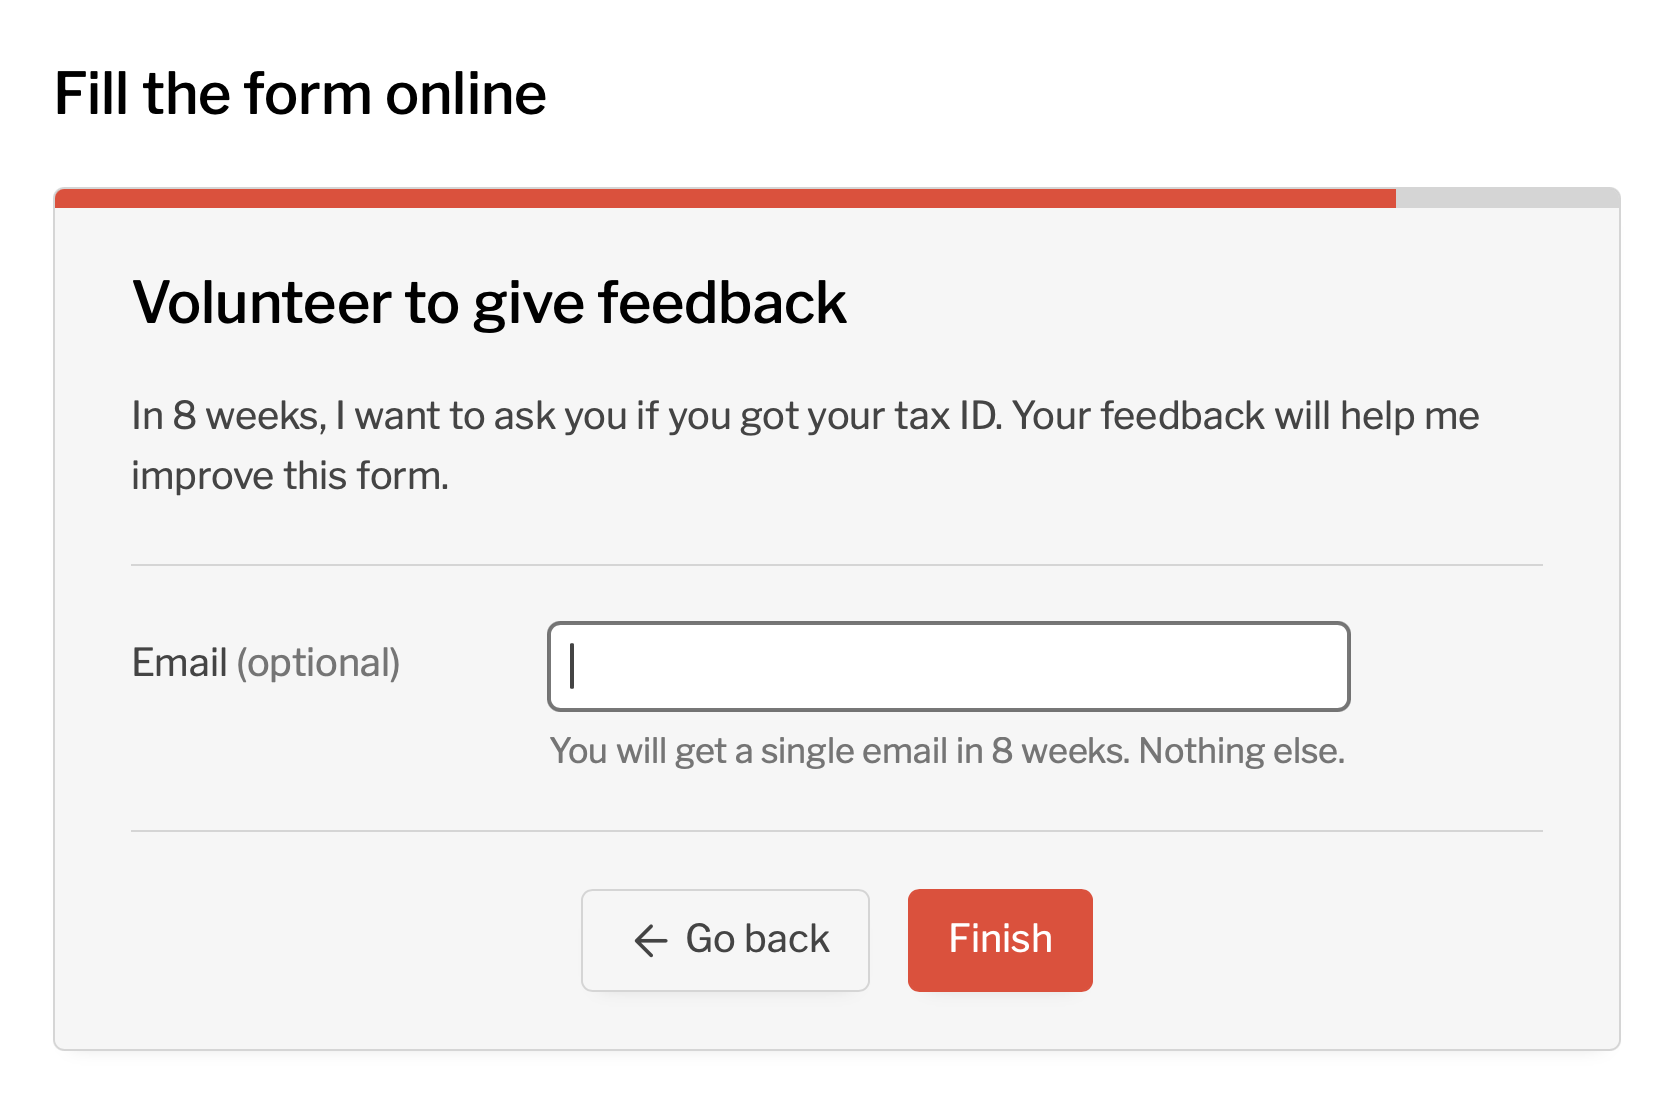 Fill the form online
Volunteer to give feedback
In 8 weeks, I want to ask you if you got your tax ID. Your feedback will help me
improve this form.
Email (optional)
You will get a single email in 8 weeks. Nothing else.
← Go back
Finish